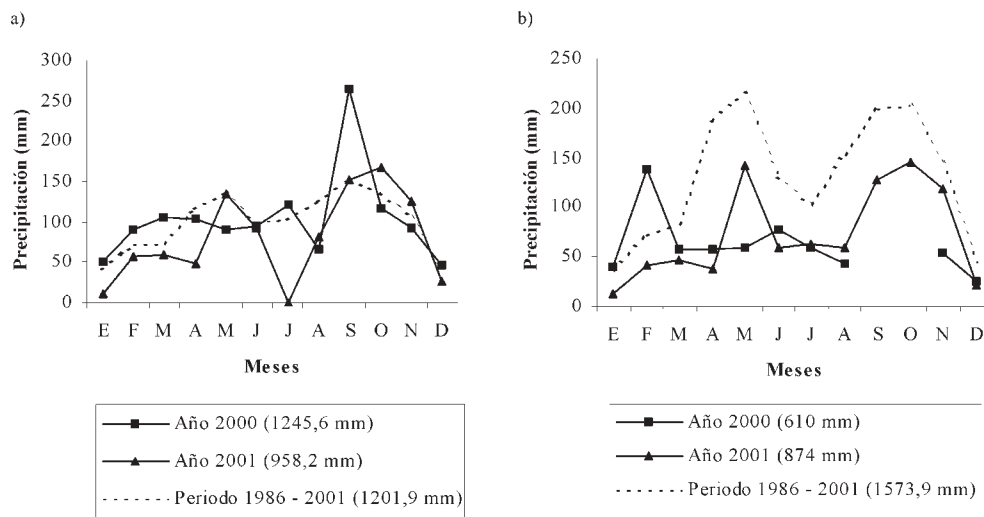 a)
300
250
200
150
100
50
0
Precipitación (mm)
E F M A M J J A S O N D
Meses
Año 2000 (1245,6 mm)
Año 2001 (958,2 mm)
Periodo 1986 - 2001 (1201,9 mm)
b)
250
200
150
100
50
0
Precipitación (mm)
E F M A M J J A S O N D
Meses
Año 2000 (610 mm)
Año 2001 (874 mm)
Periodo 1986 - 2001 (1573,9 mm)